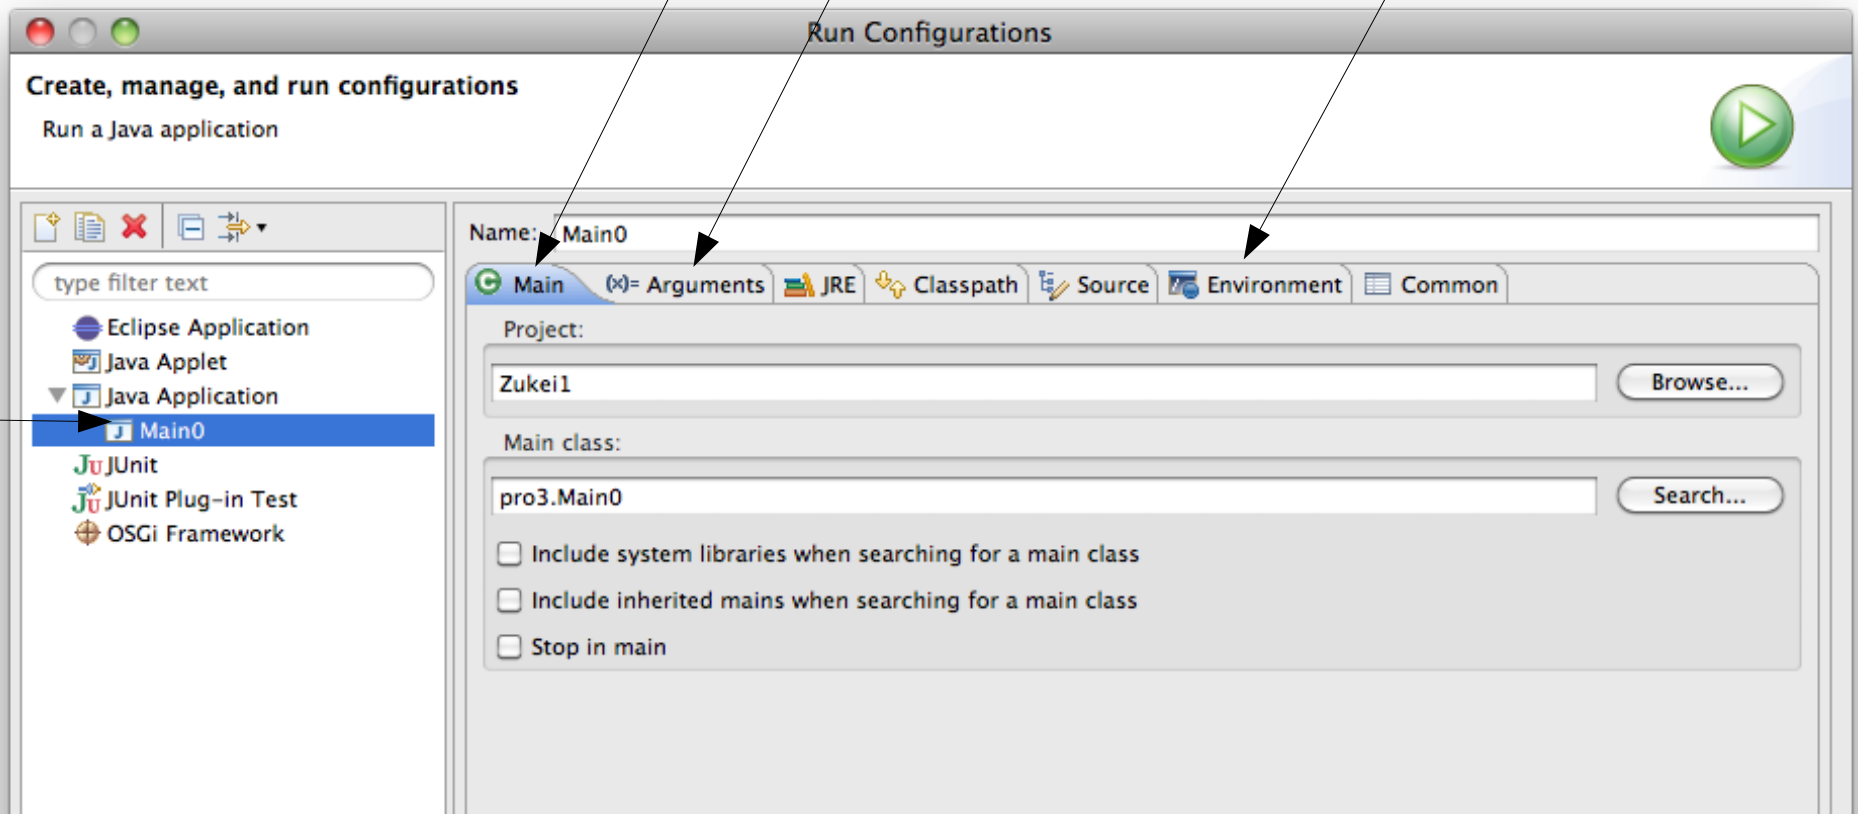 Run Configurations
Create, manage, and run configurations
Run a Java application
type filter text
Eclipse Application
Java Applet
Java Application
Main0
JUnit
JUnit Plug-in Test
OSGi Framework
Name: Main0
Main (x)= Arguments JRE Classpath Source Environment Common
Project:
Zukei1 Browse...
Main class:
pro3.Main0 Search...
Include system libraries when searching for a main class
Include inherited mains when searching for a main class
Stop in main